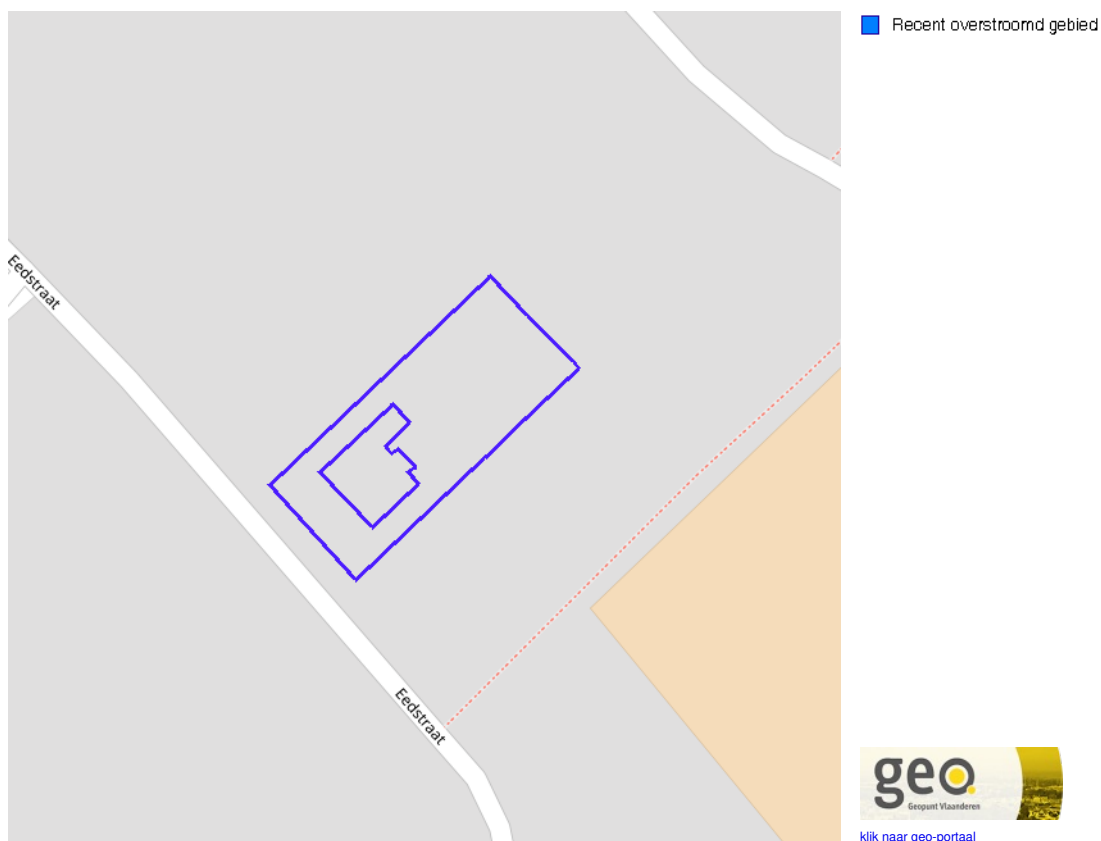 Recent overstroomd gebied
Eedstraat
Eedstraat
geo
Geopunt Vlaanderen
klik naar geo-portaal